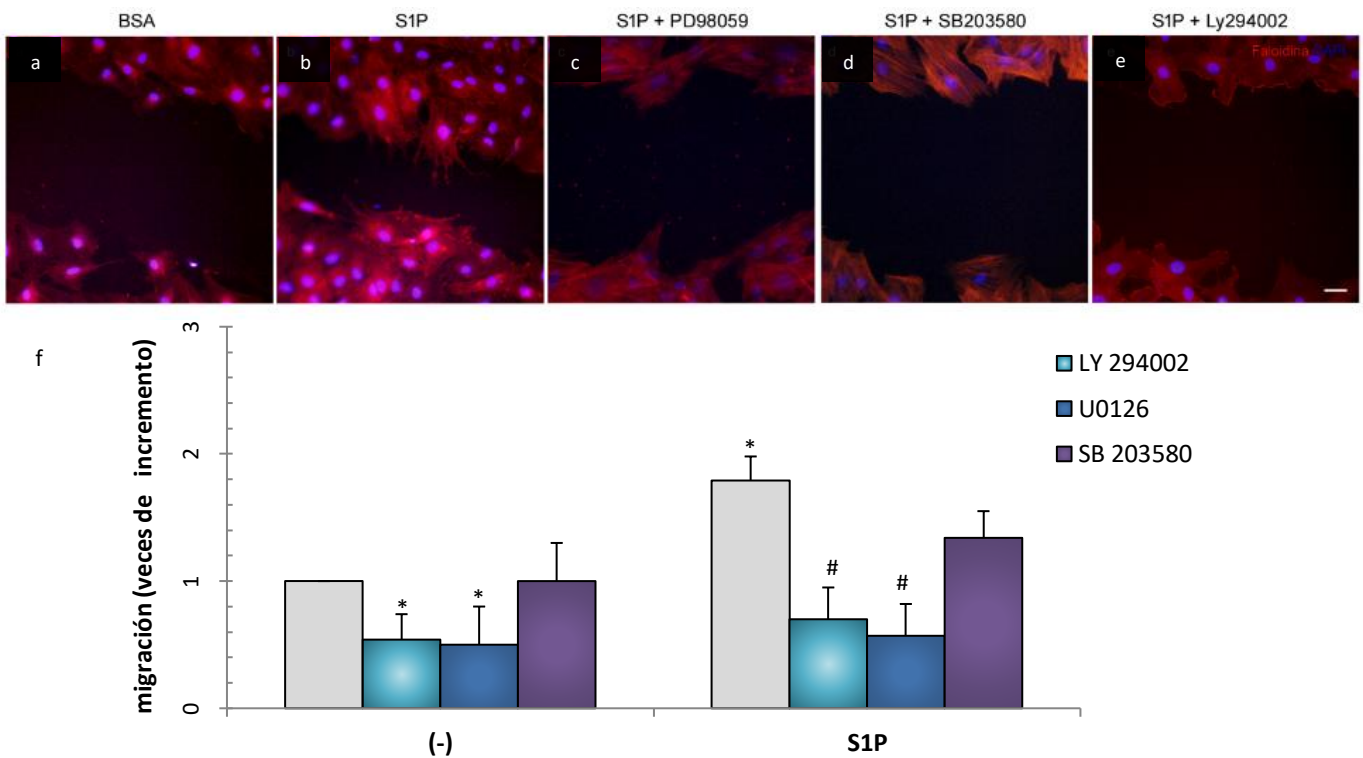 BSA
S1P
S1P + PD98059
S1P + SB203580
S1P + Ly294002
a
b
c
d
e
Faloidina DAPI
f
migración (veces de incremento)
3
2
1
0
*
*
*
#
#
LY 294002
U0126
SB 203580
(-)
S1P